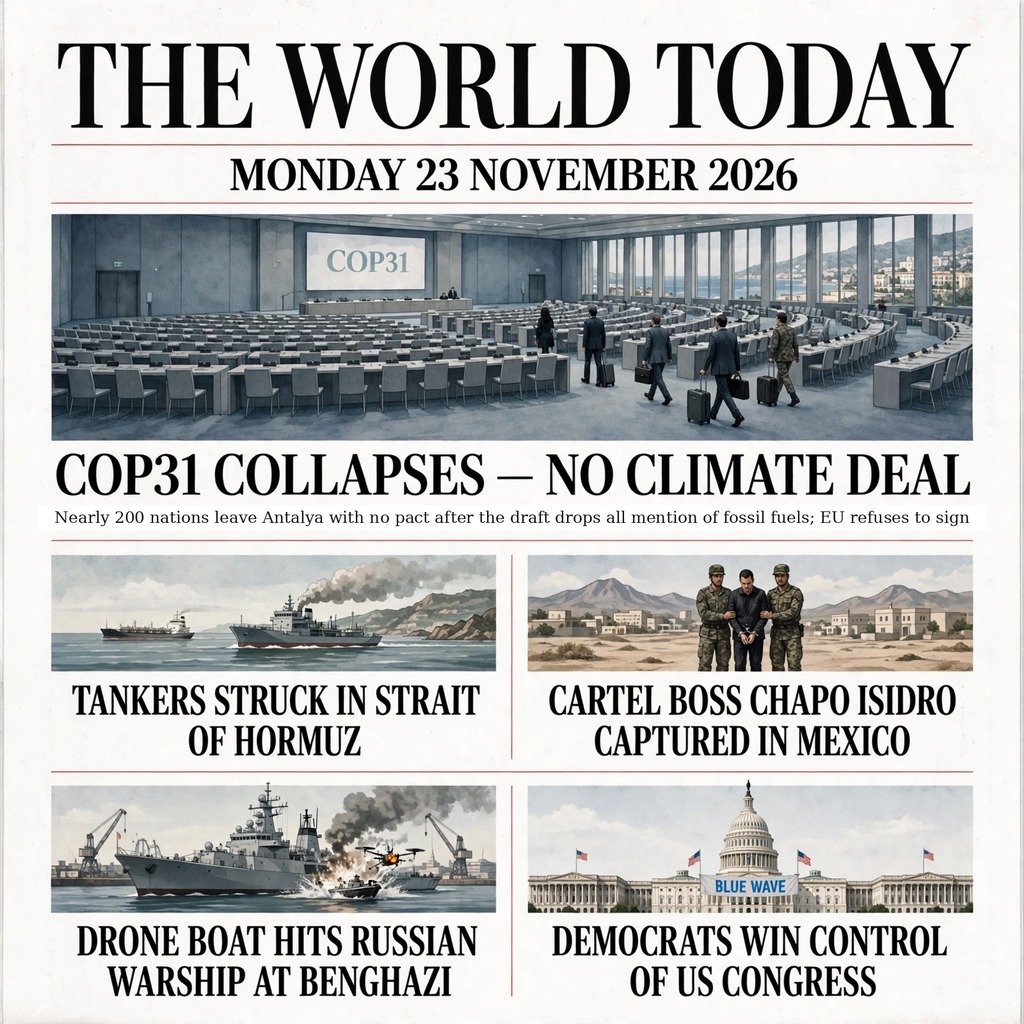 THE WORLD TODAY
MONDAY 23 NOVEMBER 2026
COP31
COP31 COLLAPSES — NO CLIMATE DEAL
Nearly 200 nations leave Antalya with no pact after the draft drops all mention of fossil fuels; EU refuses to sign
TANKERS STRUCK IN STRAIT
OF HORMUZ
CARTEL BOSS CHAPO ISIDRO
CAPTURED IN MEXICO
DRONE BOAT HITS RUSSIAN
WARSHIP AT BENGHAZI
BLUE WAVE
DEMOCRATS WIN CONTROL
OF US CONGRESS